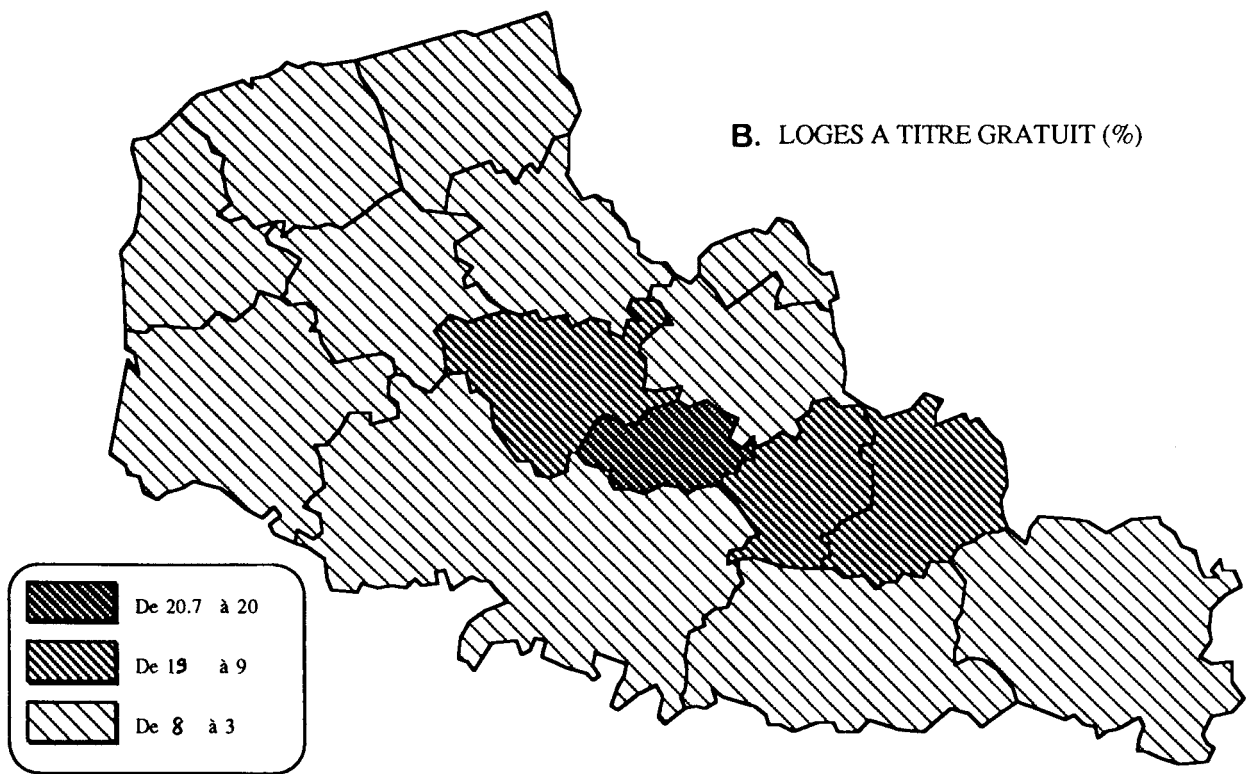 B. LOGES A TITRE GRATUIT (%)
De 20.7 à 20
De 19 à 9
De 8 à 3